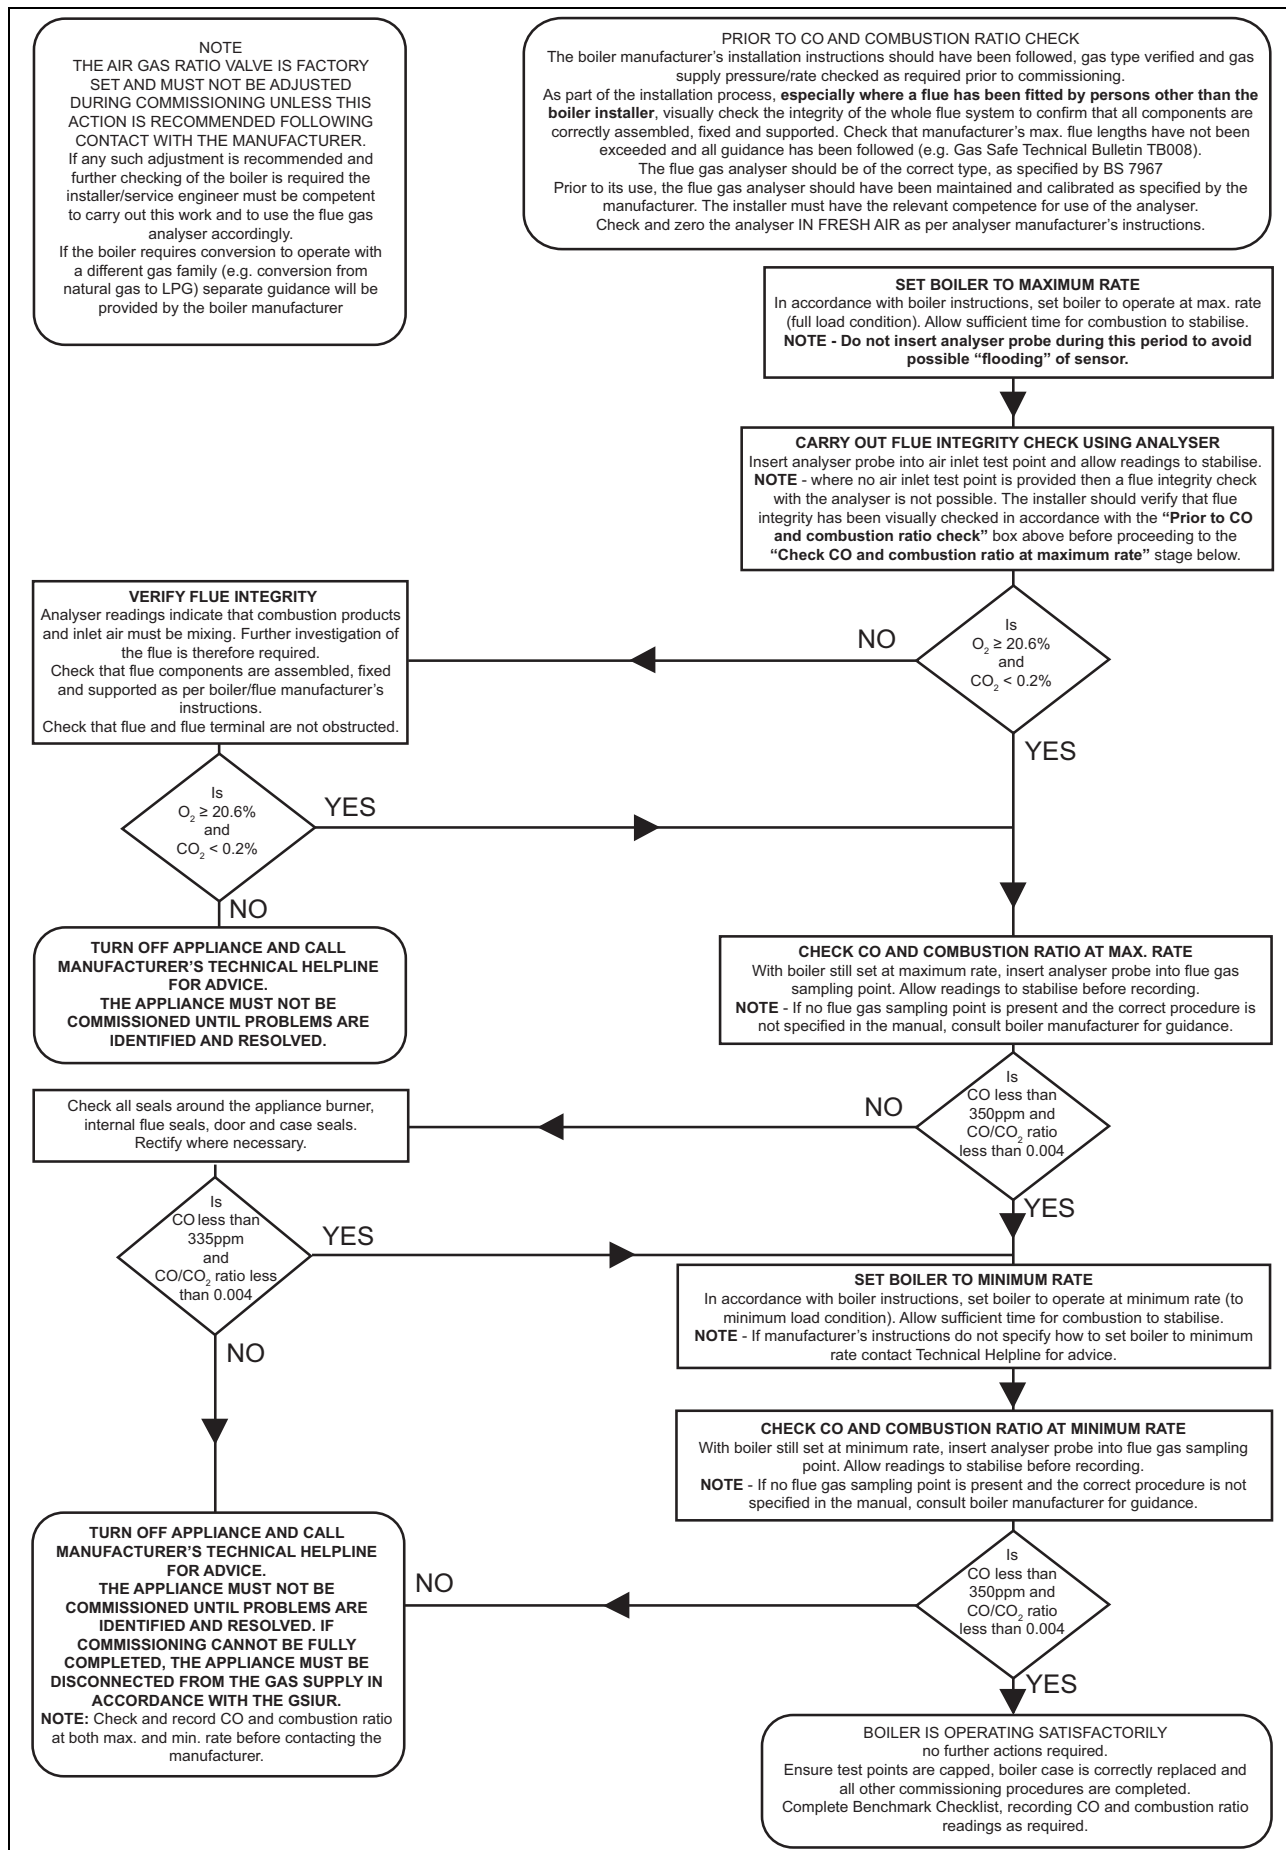 NOTE
THE AIR GAS RATIO VALVE IS FACTORY
SET AND MUST NOT BE ADJUSTED
DURING COMMISSIONING UNLESS THIS
ACTION IS RECOMMENDED FOLLOWING
CONTACT WITH THE MANUFACTURER.
If any such adjustment is recommended and
further checking of the boiler is required the
installer/service engineer must be competent
to carry out this work and to use the flue gas
analyser accordingly.
If the boiler requires conversion to operate with
a different gas family (e.g. conversion from
natural gas to LPG) separate guidance will be
provided by the boiler manufacturer
PRIOR TO CO AND COMBUSTION RATIO CHECK
The boiler manufacturer's installation instructions should have been followed, gas type verified and gas
supply pressure/rate checked as required prior to commissioning.
As part of the installation process, especially where a flue has been fitted by persons other than the
boiler installer, visually check the integrity of the whole flue system to confirm that all components are
correctly assembled, fixed and supported. Check that manufacturer's max. flue lengths have not been
exceeded and all guidance has been followed (e.g. Gas Safe Technical Bulletin TB008).
The flue gas analyser should be of the correct type, as specified by BS 7967
Prior to its use, the flue gas analyser should have been maintained and calibrated as specified by the
manufacturer. The installer must have the relevant competence for use of the analyser.
Check and zero the analyser IN FRESH AIR as per analyser manufacturer's instructions.
SET BOILER TO MAXIMUM RATE
In accordance with boiler instructions, set boiler to operate at max. rate
(full load condition). Allow sufficient time for combustion to stabilise.
NOTE - Do not insert analyser probe during this period to avoid
possible “flooding” of sensor.
CARRY OUT FLUE INTEGRITY CHECK USING ANALYSER
Insert analyser probe into air inlet test point and allow readings to stabilise.
NOTE - where no air inlet test point is provided then a flue integrity check
with the analyser is not possible. The installer should verify that flue
integrity has been visually checked in accordance with the “Prior to CO
and combustion ratio check” box above before proceeding to the
“Check CO and combustion ratio at maximum rate” stage below.
Is
O₂ ≥ 20.6%
and
CO₂ < 0.2%
NO
YES
VERIFY FLUE INTEGRITY
Analyser readings indicate that combustion products
and inlet air must be mixing. Further investigation of
the flue is therefore required.
Check that flue components are assembled, fixed
and supported as per boiler/flue manufacturer's
instructions.
Check that flue and flue terminal are not obstructed.
Is
O₂ ≥ 20.6%
and
CO₂ < 0.2%
YES
NO
TURN OFF APPLIANCE AND CALL
MANUFACTURER'S TECHNICAL HELPLINE
FOR ADVICE.
THE APPLIANCE MUST NOT BE
COMMISSIONED UNTIL PROBLEMS ARE
IDENTIFIED AND RESOLVED.
CHECK CO AND COMBUSTION RATIO AT MAX. RATE
With boiler still set at maximum rate, insert analyser probe into flue gas
sampling point. Allow readings to stabilise before recording.
NOTE - If no flue gas sampling point is present and the correct procedure is
not specified in the manual, consult boiler manufacturer for guidance.
Is
CO less than
350ppm and
CO/CO₂ ratio
less than 0.004
NO
YES
Check all seals around the appliance burner,
internal flue seals, door and case seals.
Rectify where necessary.
Is
CO less than
335ppm
and
CO/CO₂ ratio less
than 0.004
YES
NO
SET BOILER TO MINIMUM RATE
In accordance with boiler instructions, set boiler to operate at minimum rate (to
minimum load condition). Allow sufficient time for combustion to stabilise.
NOTE - If manufacturer's instructions do not specify how to set boiler to minimum
rate contact Technical Helpline for advice.
CHECK CO AND COMBUSTION RATIO AT MINIMUM RATE
With boiler still set at minimum rate, insert analyser probe into flue gas sampling
point. Allow readings to stabilise before recording.
NOTE - If no flue gas sampling point is present and the correct procedure is not
specified in the manual, consult boiler manufacturer for guidance.
Is
CO less than
350ppm and
CO/CO₂ ratio
less than 0.004
NO
YES
TURN OFF APPLIANCE AND CALL
MANUFACTURER'S TECHNICAL HELPLINE
FOR ADVICE.
THE APPLIANCE MUST NOT BE
COMMISSIONED UNTIL PROBLEMS ARE
IDENTIFIED AND RESOLVED. IF
COMMISSIONING CANNOT BE FULLY
COMPLETED, THE APPLIANCE MUST BE
DISCONNECTED FROM THE GAS SUPPLY IN
ACCORDANCE WITH THE GSIUR.
NOTE: Check and record CO and combustion ratio
at both max. and min. rate before contacting the
manufacturer.
BOILER IS OPERATING SATISFACTORILY
no further actions required.
Ensure test points are capped, boiler case is correctly replaced and
all other commissioning procedures are completed.
Complete Benchmark Checklist, recording CO and combustion ratio
readings as required.